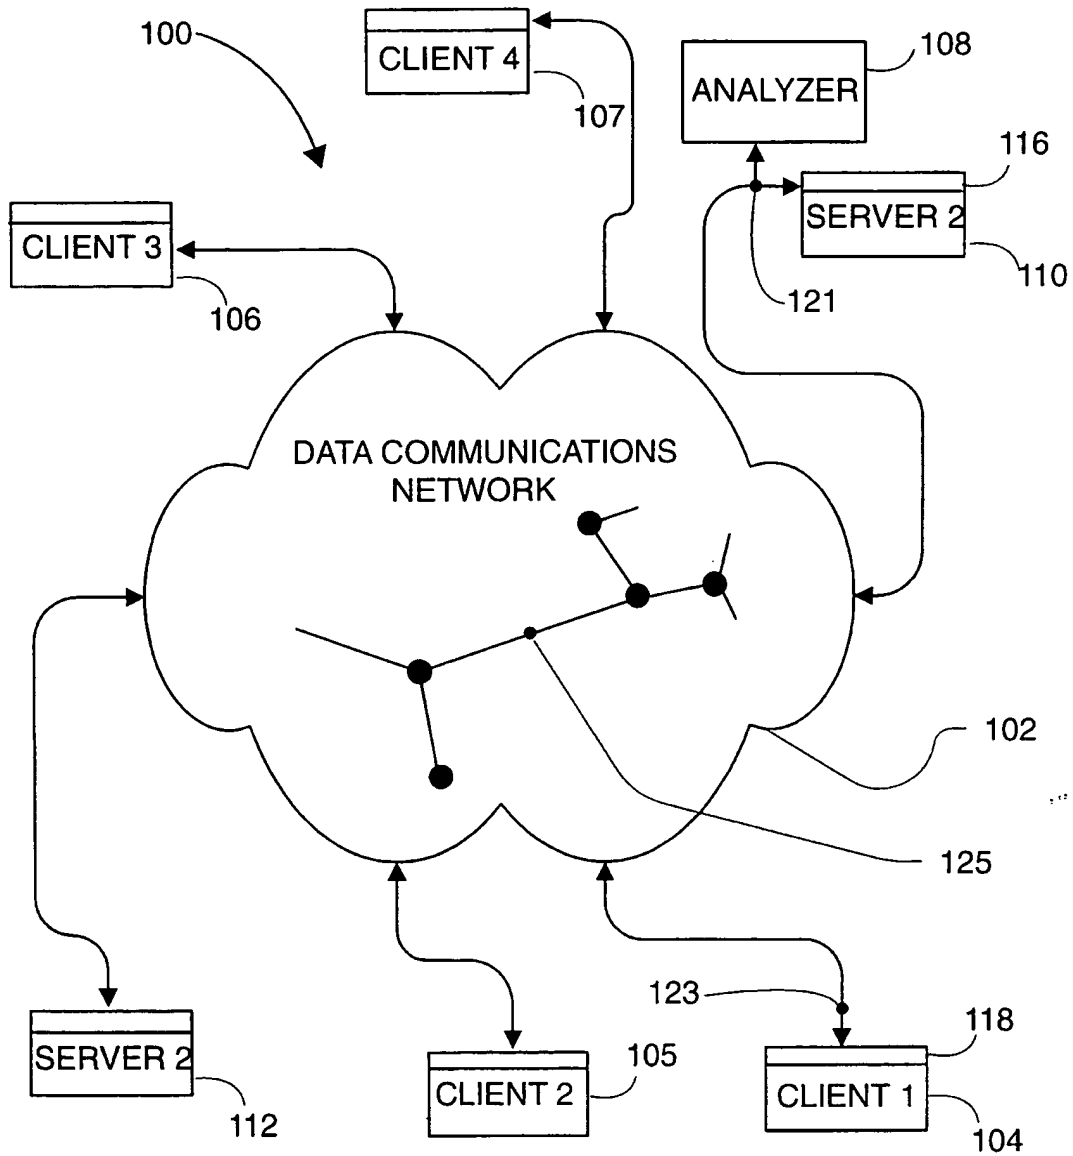 100
CLIENT 4
107
ANALYZER
108
116
SERVER 2
110
121
CLIENT 3
106
DATA COMMUNICATIONS
NETWORK
102
125
123
118
CLIENT 1
104
SERVER 2
112
CLIENT 2
105